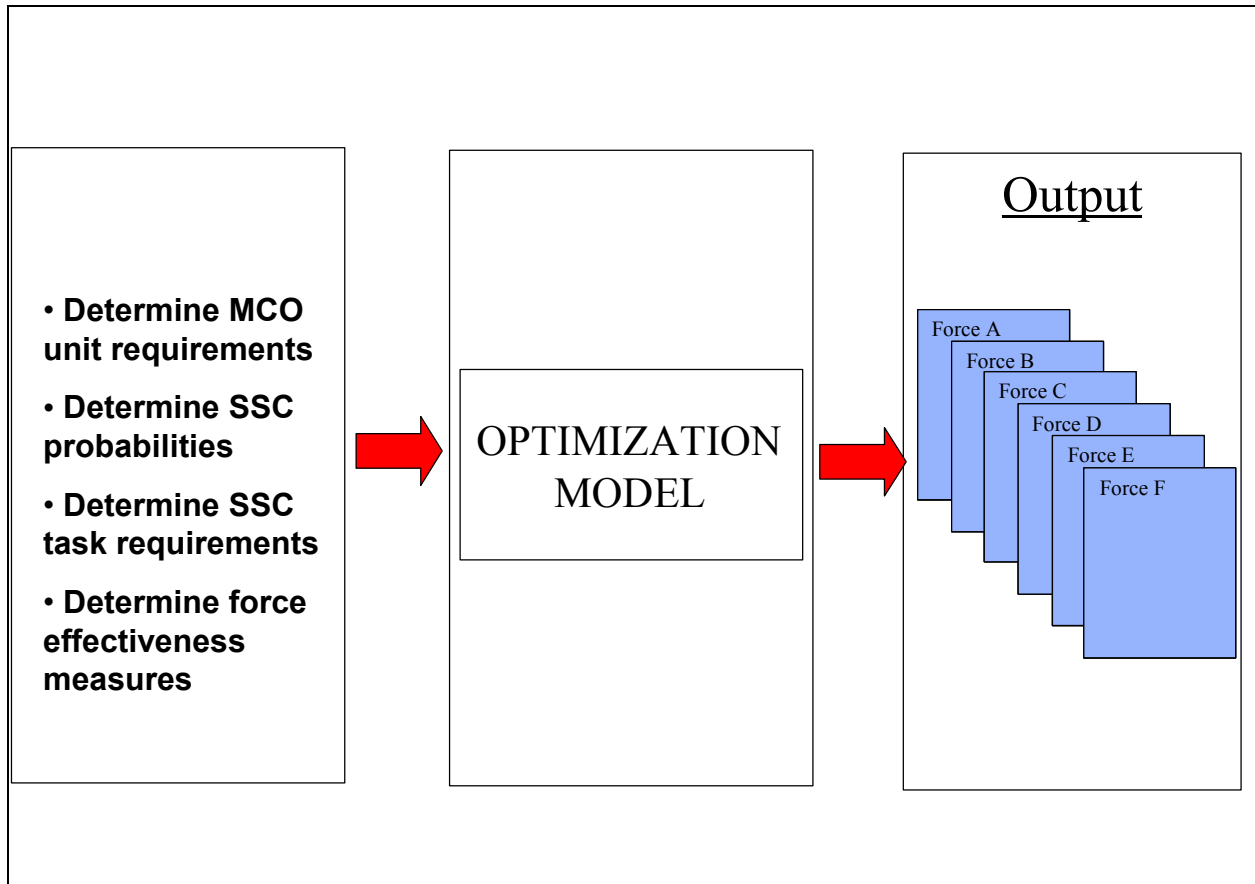 • Determine MCO
unit requirements
• Determine SSC
probabilities
• Determine SSC
task requirements
• Determine force
effectiveness
measures
OPTIMIZATION
MODEL
Output
Force A
Force B
Force C
Force D
Force E
Force F